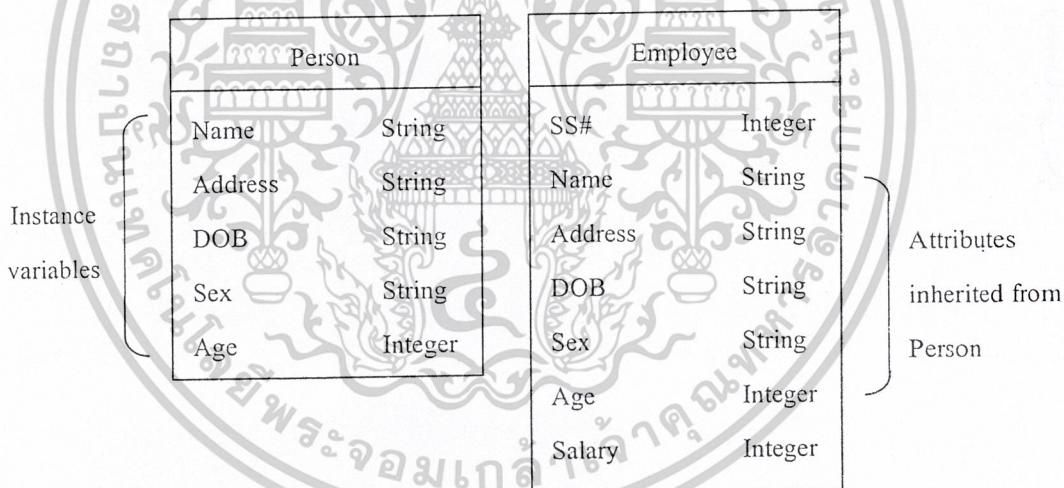 Person
Name String
Address String
DOB String
Sex String
Age Integer
Instance
variables
Employee
SS# Integer
Name String
Address String
DOB String
Sex String
Age Integer
Salary Integer
Attributes
inherited from
Person